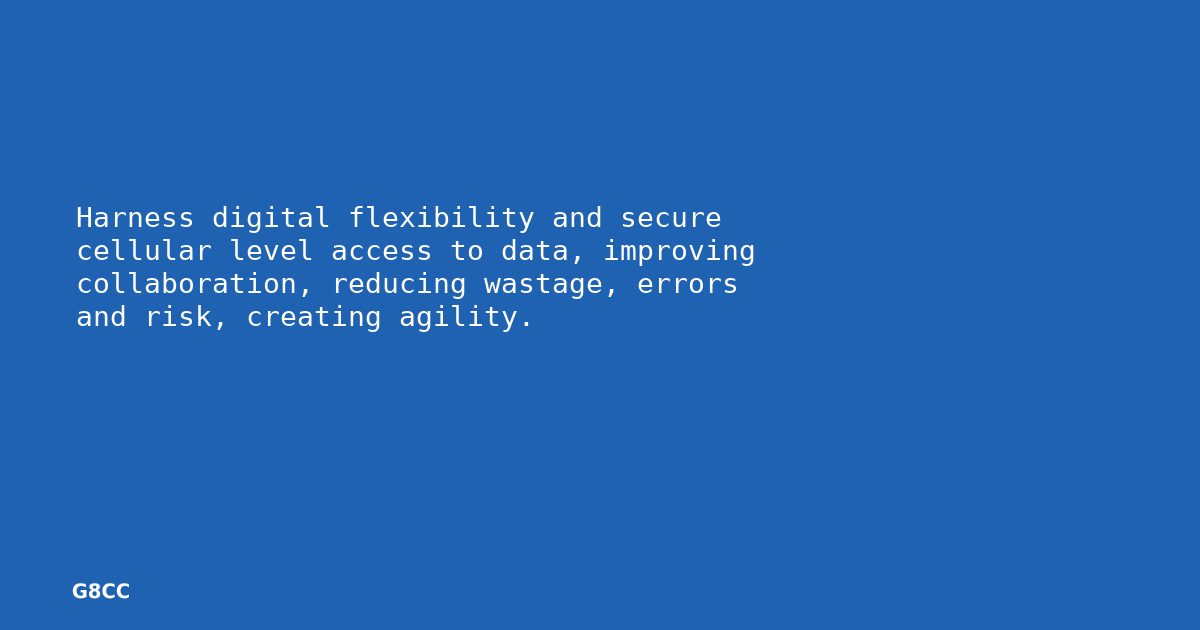 Harness digital flexibility and secure
cellular level access to data, improving
collaboration, reducing wastage, errors
and risk, creating agility.
G8CC